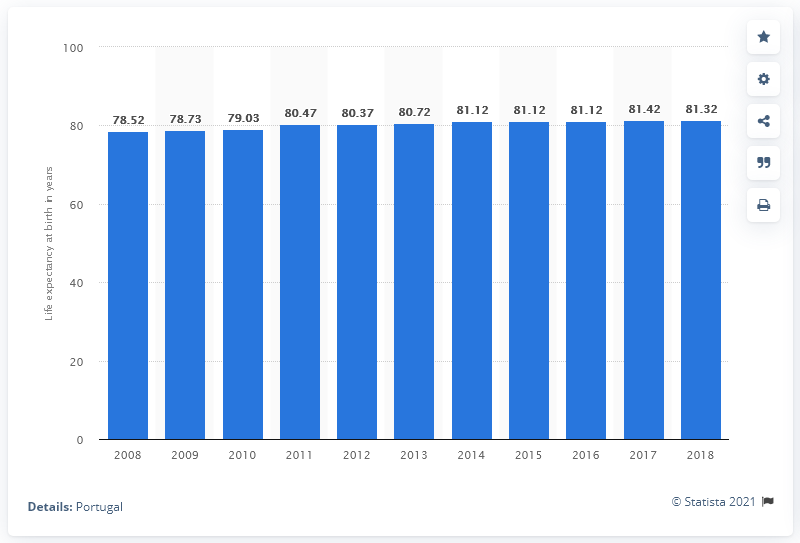 100
80
60
40
20
0
Life expectancy at birth in years
78.52 78.73 79.03 80.47 80.37 80.72 81.12 81.12 81.12 81.42 81.32
2008 2009 2010 2011 2012 2013 2014 2015 2016 2017 2018
Details: Portugal
© Statista 2021